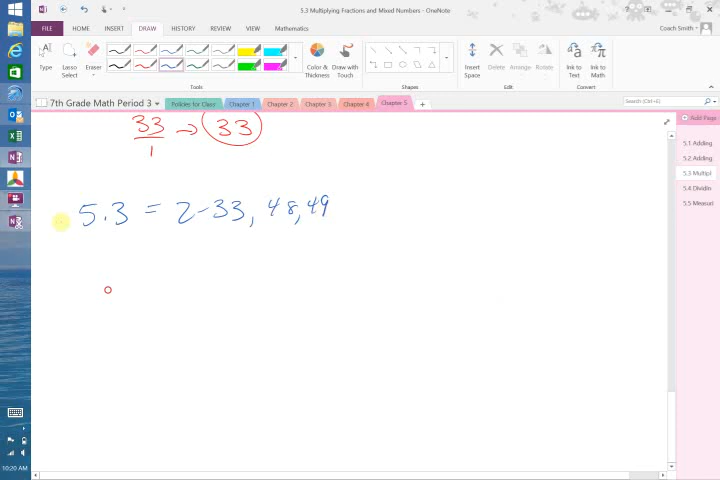 5.3 Multiplying Fractions and Mixed Numbers - OneNote
FILE HOME INSERT DRAW HISTORY REVIEW VIEW Mathematics
Coach Smith
Type
Lasso Select
Eraser
Color & Thickness
Draw with Touch
Insert Space
Delete
Arrange
Rotate
Ink to Text
Ink to Math
Tools
Shapes
Edit
Convert
7th Grade Math Period 3
Policies for Class
Chapter 1
Chapter 2
Chapter 3
Chapter 4
Chapter 5
Search (Ctrl+E)
Add Page
5.1 Adding
5.2 Adding
5.3 Multipl
5.4 Dividin
5.5 Measuri
33/1 → 33
5.3 = 2-33, 48, 49
10:20 AM